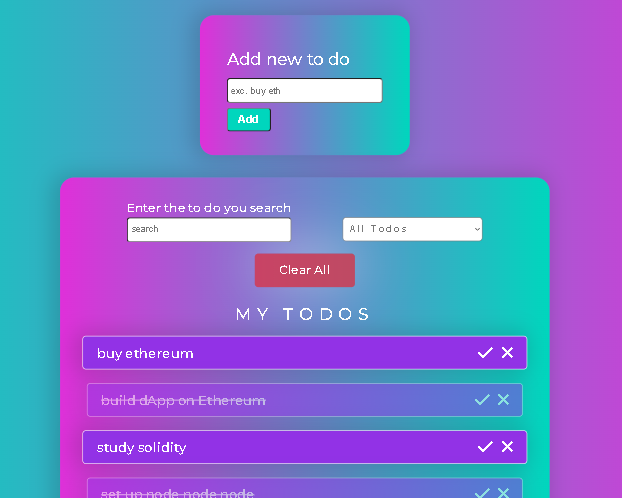 Add new to do
exc. buy eth
Add
Enter the to do you search
search
All Todos
Clear All
MY TODOS
buy ethereum
build dApp on Ethereum
study solidity
set up node node node